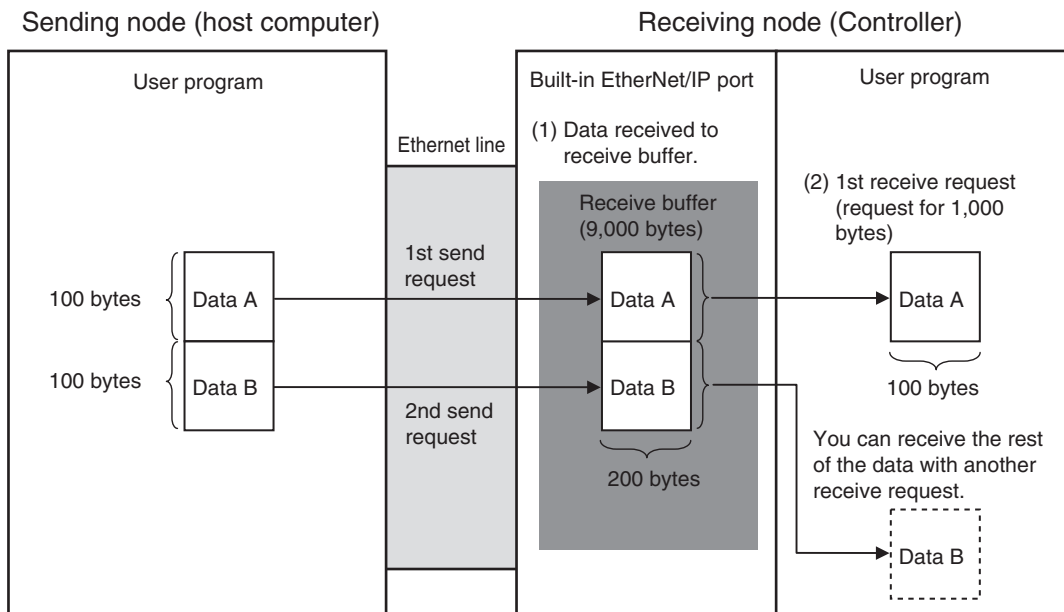 Sending node (host computer)
Receiving node (Controller)
User program
Ethernet line
Built-in EtherNet/IP port
User program
(1) Data received to
receive buffer.
Receive buffer
(9,000 bytes)
(2) 1st receive request
(request for 1,000
bytes)
100 bytes
Data A
1st send
request
Data A
Data A
100 bytes
100 bytes
Data B
2nd send
request
Data B
200 bytes
You can receive the rest
of the data with another
receive request.
Data B